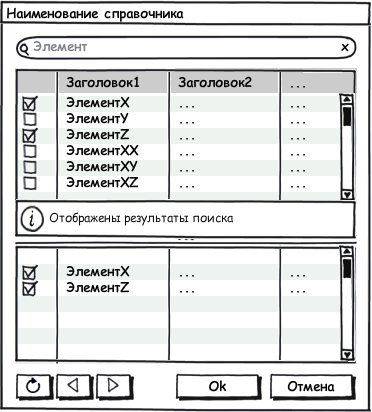 Наименование справочника
Элемент x
Заголовок1 Заголовок2 ...
ЭлементX ... ...
ЭлементY ... ...
ЭлементZ ... ...
ЭлементXX ... ...
ЭлементXY ... ...
ЭлементXZ ... ...
i Отображены результаты поиска
...
ЭлементX ... ...
ЭлементZ ... ...
Ok Отмена